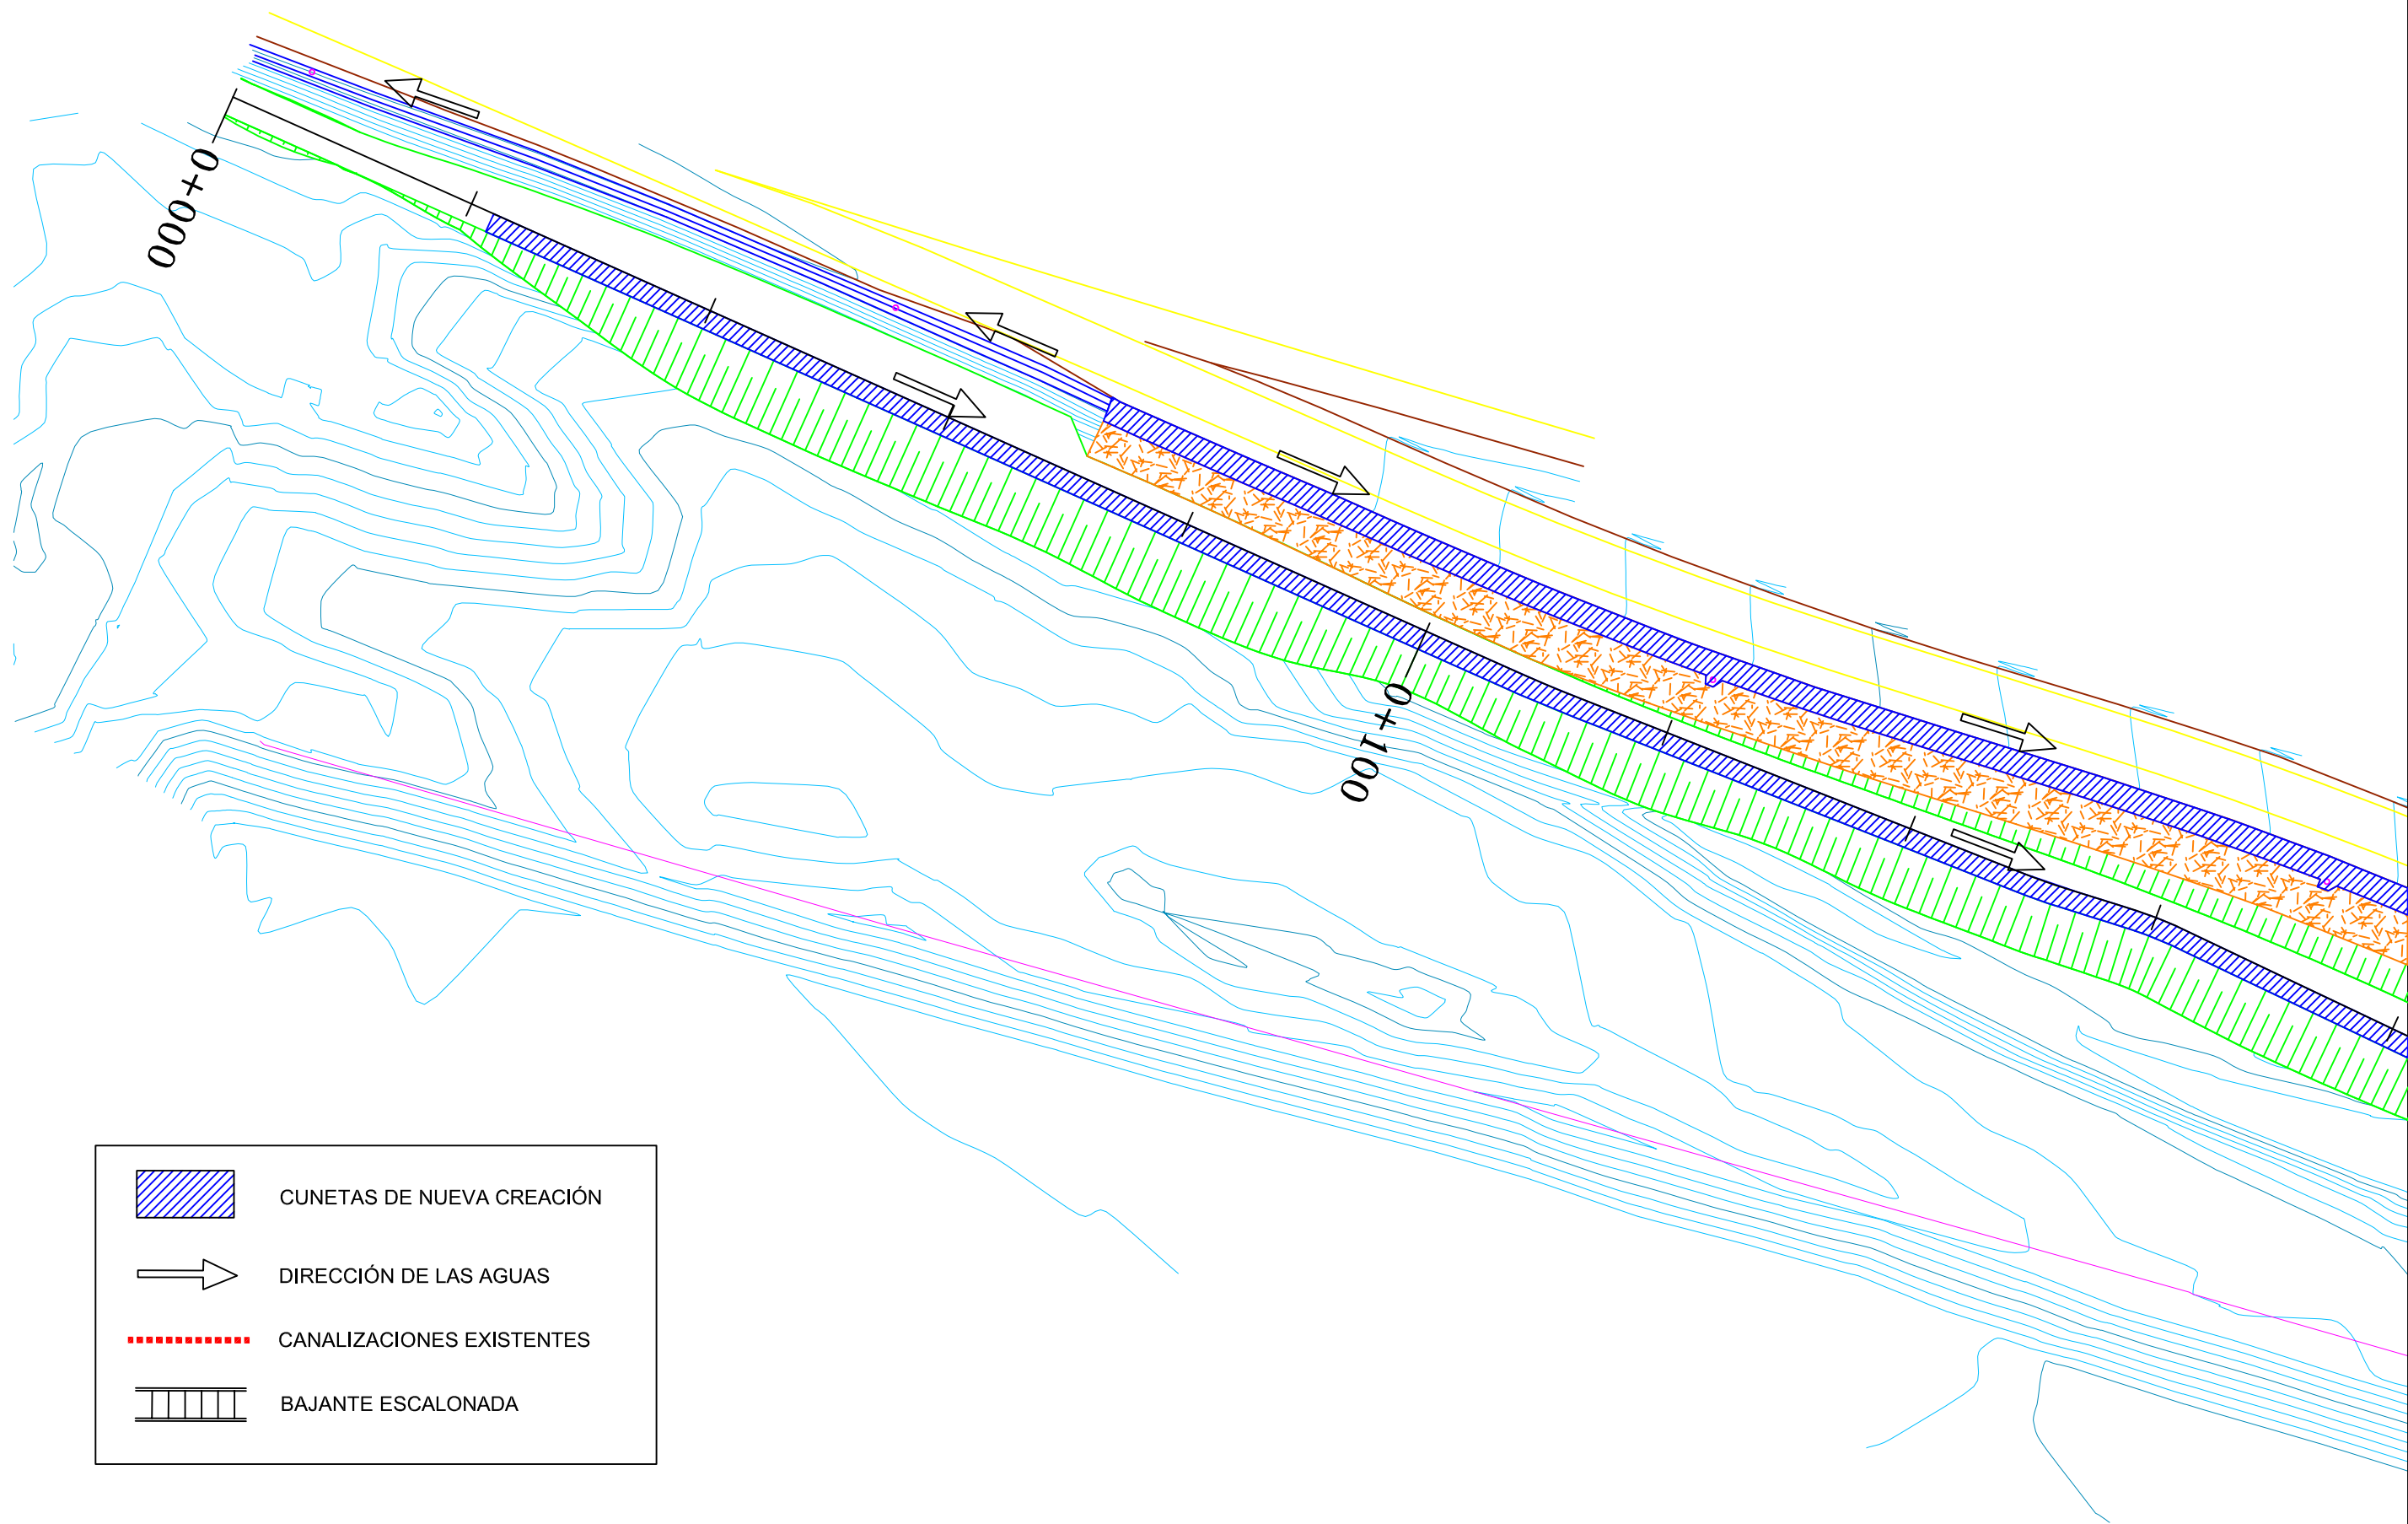 0+000
0+100
CUNETAS DE NUEVA CREACIÓN
DIRECCIÓN DE LAS AGUAS
CANALIZACIONES EXISTENTES
BAJANTE ESCALONADA